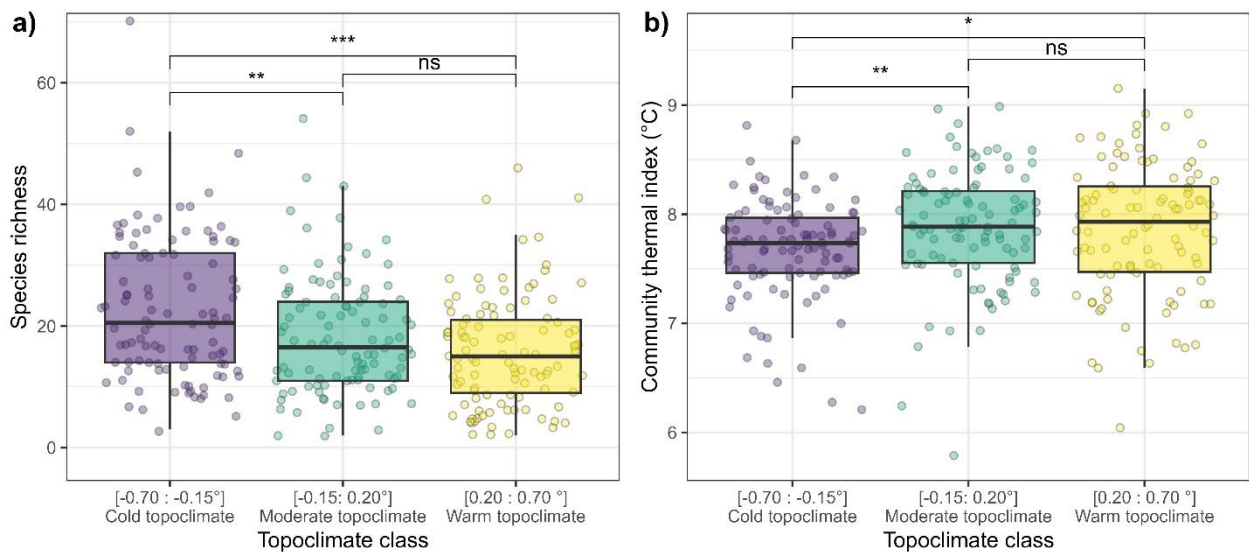 a)
***
**
ns
Species richness
60
40
20
0
[-0.70 : -0.15°]
Cold topoclimate
[-0.15: 0.20°]
Moderate topoclimate
[0.20 : 0.70 °]
Warm topoclimate
Topoclimate class
b)
*
ns
**
Community thermal index (°C)
9
8
7
6
[-0.70 : -0.15°]
Cold topoclimate
[-0.15: 0.20°]
Moderate topoclimate
[0.20 : 0.70 °]
Warm topoclimate
Topoclimate class